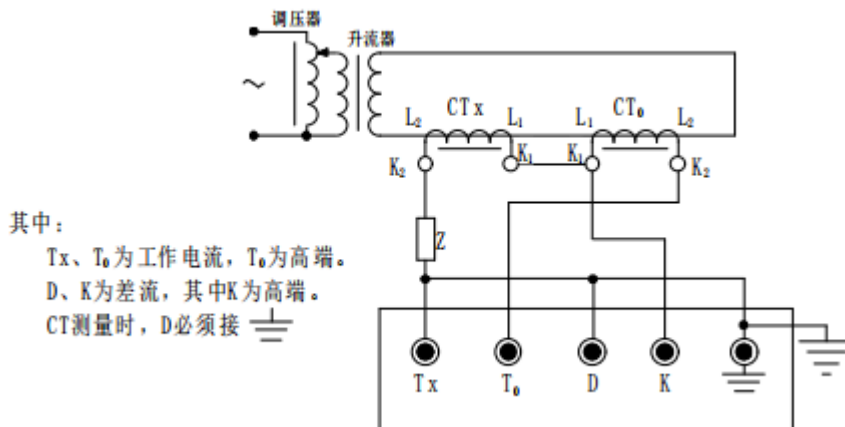 调压器
升流器
~
L₂ CTx L₁ L₁ CT₀ L₂
K₂ K₁ K₁ K₂
Z
其中：
Tx、T₀为工作电流，T₀为高端。
D、K为差流，其中K为高端。
CT测量时，D必须接
Tx T₀ D K